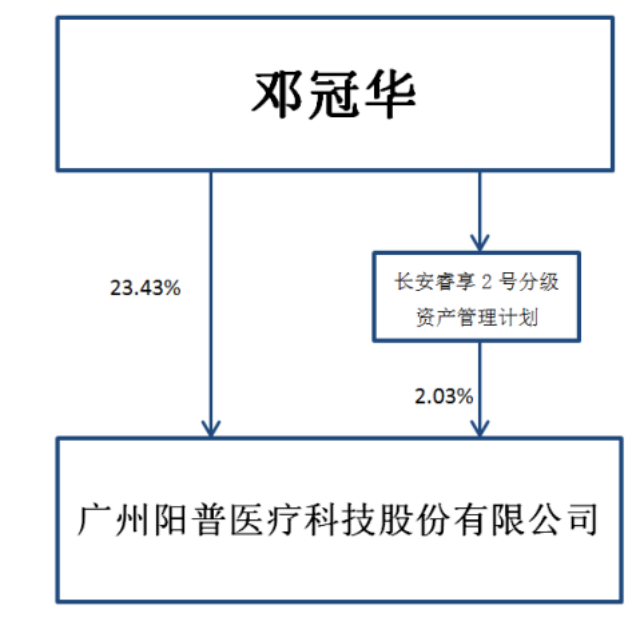 邓冠华
23.43%
长安睿享2号分级
资产管理计划
2.03%
广州阳普医疗科技股份有限公司